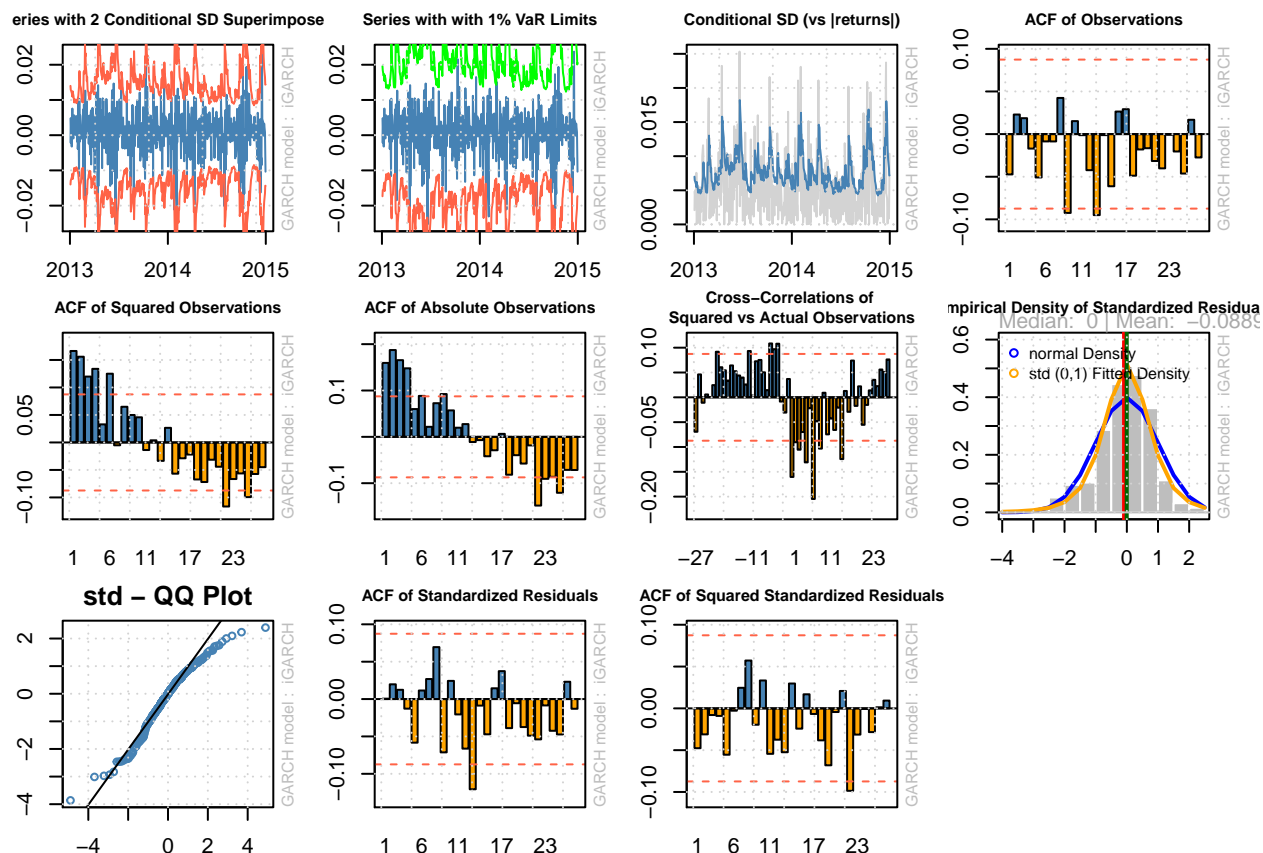 eries with 2 Conditional SD Superimpose
0.02
0.00
−0.02
2013 2014 2015
GARCH model : iGARCH
Series with with 1% VaR Limits
0.02
0.00
−0.02
2013 2014 2015
GARCH model : iGARCH
Conditional SD (vs |returns|)
0.015
0.000
2013 2014 2015
GARCH model : iGARCH
ACF of Observations
0.10
0.00
−0.10
1 6 11 17 23
GARCH model : iGARCH
ACF of Squared Observations
0.05
−0.10
1 6 11 17 23
GARCH model : iGARCH
ACF of Absolute Observations
0.1
−0.1
1 6 11 17 23
GARCH model : iGARCH
Cross−Correlations of
Squared vs Actual Observations
0.10
−0.05
−0.20
−27 −11 1 6 11 17 23
GARCH model : iGARCH
mpirical Density of Standardized Residua
Median: 0 | Mean: −0.0889
normal Density
std (0,1) Fitted Density
0.6
0.4
0.2
0.0
−4 −2 0 1 2
GARCH model : iGARCH
std − QQ Plot
2
0
−2
−4
−4 0 2 4
GARCH model : iGARCH
ACF of Standardized Residuals
0.10
0.00
−0.10
1 6 11 17 23
GARCH model : iGARCH
ACF of Squared Standardized Residuals
0.10
0.00
−0.10
1 6 11 17 23
GARCH model : iGARCH